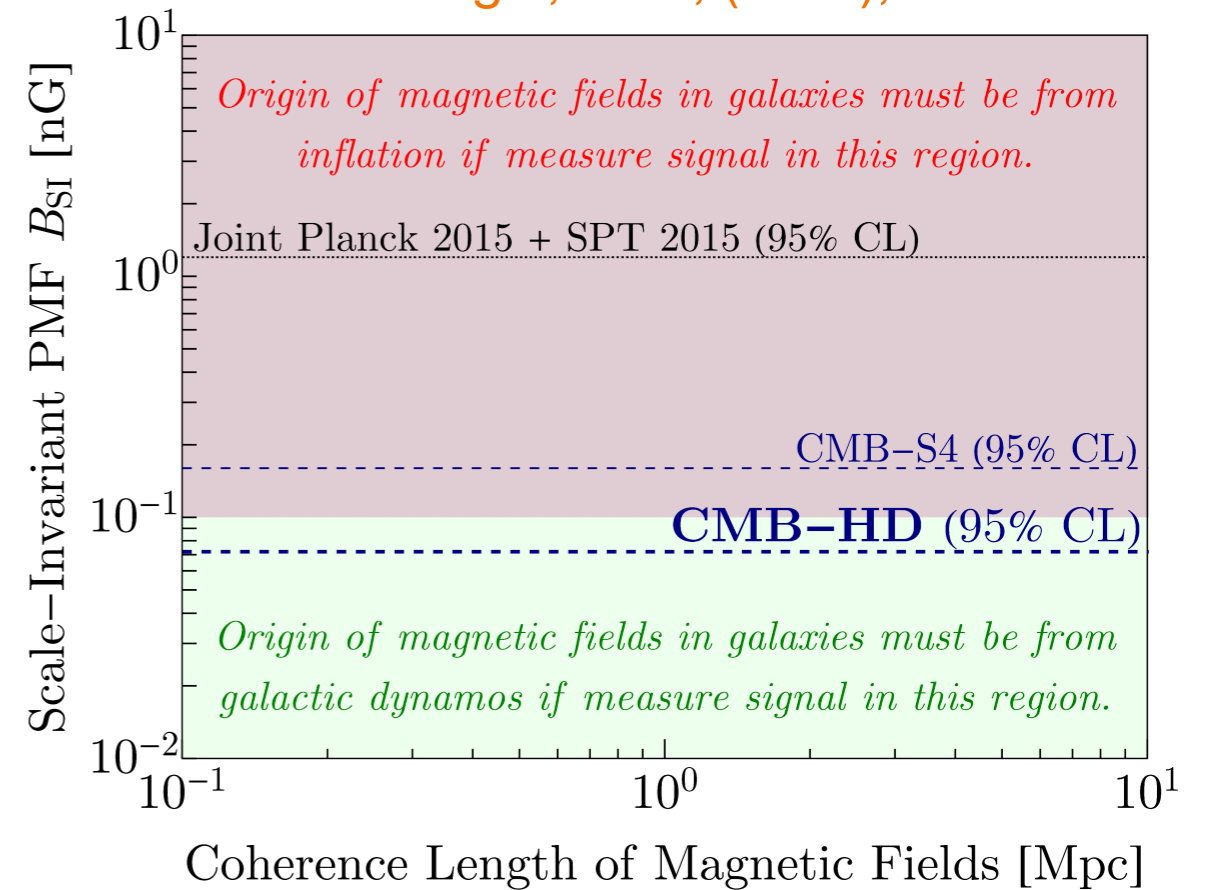 10^1
Origin of magnetic fields in galaxies must be from
inflation if measure signal in this region.
Joint Planck 2015 + SPT 2015 (95% CL)
10^0
CMB–S4 (95% CL)
10^−1
CMB–HD (95% CL)
Origin of magnetic fields in galaxies must be from
galactic dynamos if measure signal in this region.
10^−2
Scale–Invariant PMF B_SI [nG]
10^−1 10^0 10^1
Coherence Length of Magnetic Fields [Mpc]